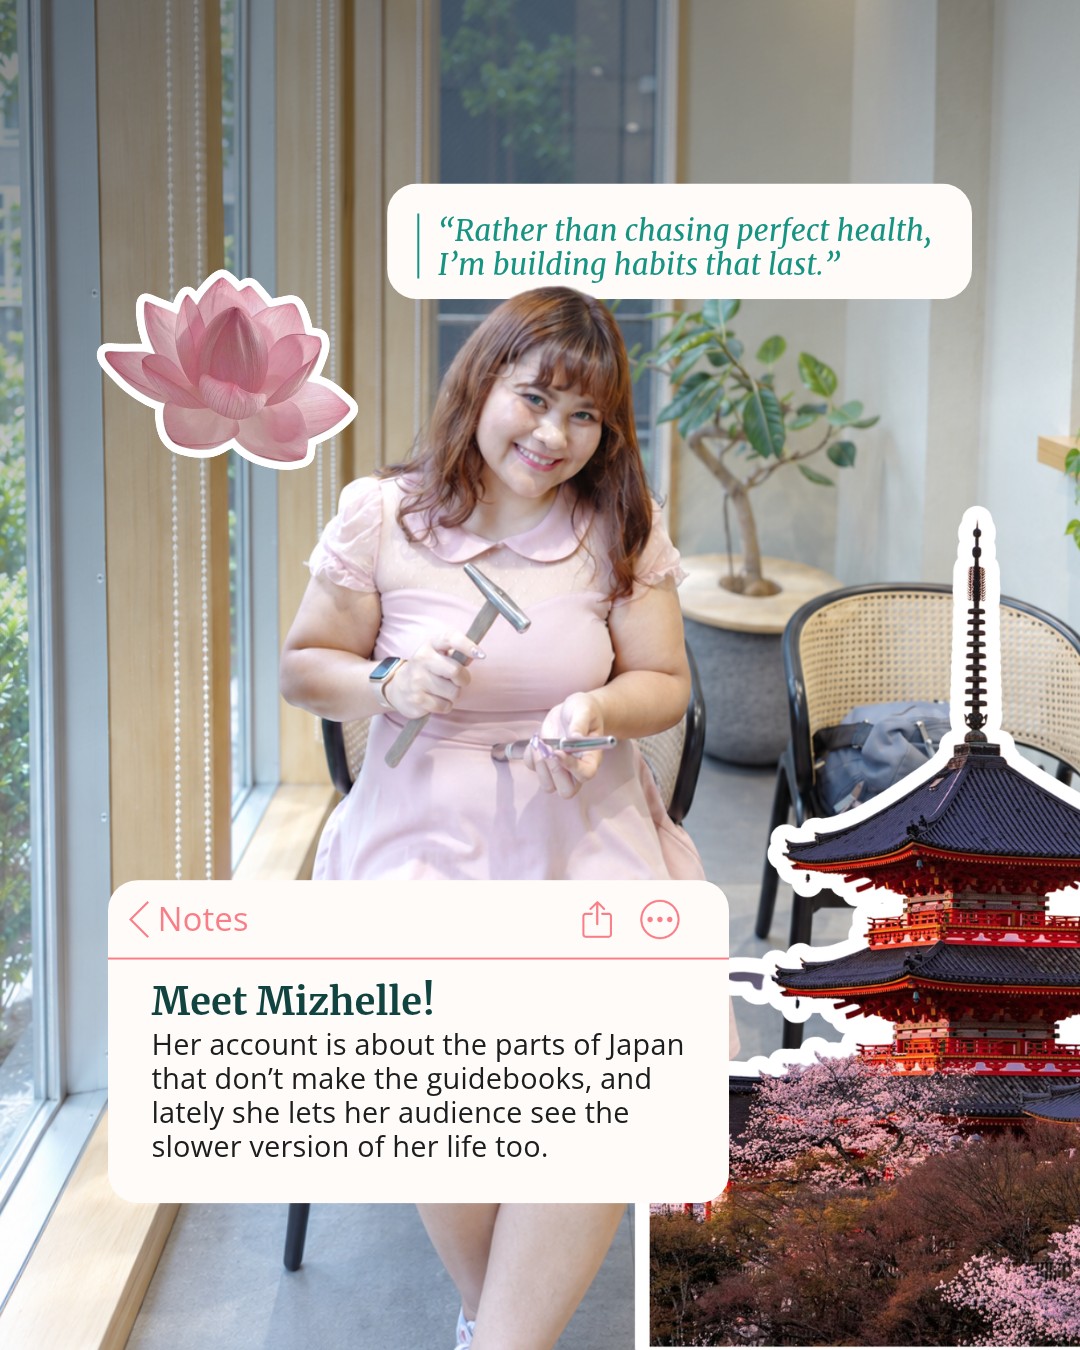 “Rather than chasing perfect health,
I’m building habits that last.”
Notes
Meet Mizhelle!
Her account is about the parts of Japan
that don’t make the guidebooks, and
lately she lets her audience see the
slower version of her life too.